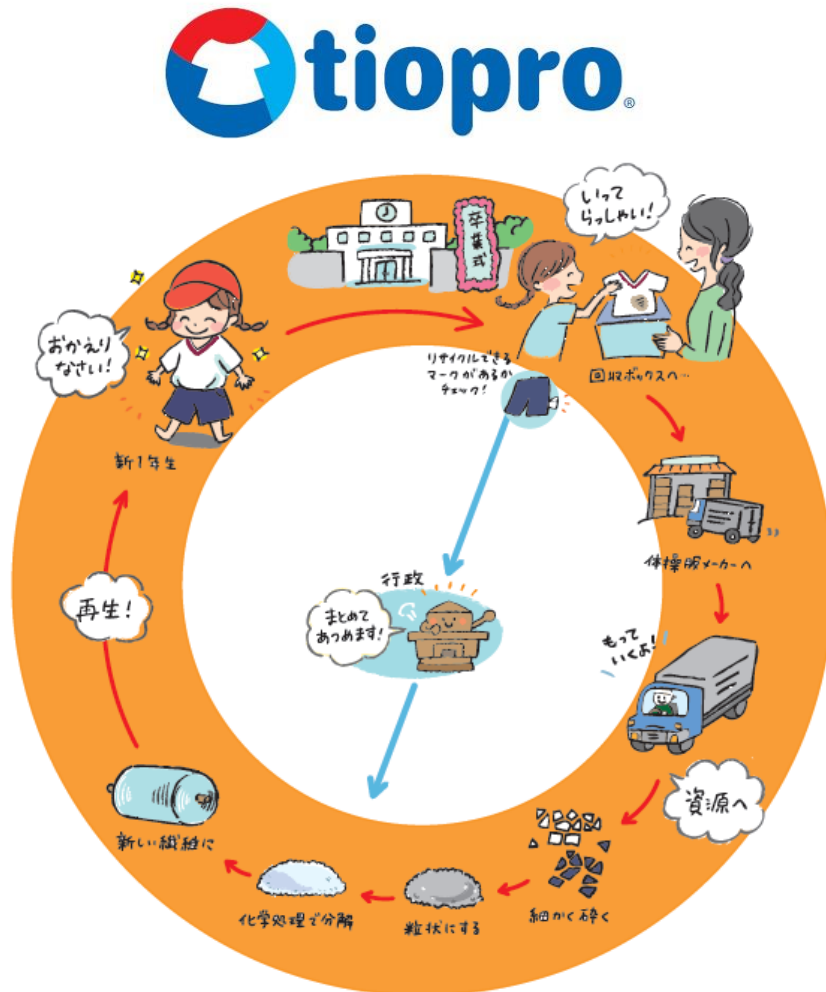 tiopro®
卒業式
いって
らっしゃい!
おかえり
なさい!
リサイクルできる
マークがあるか
チェック!
回収ボックスへ…
新1年生
体操服メーカーへ
行政
まとめて
あつめます!
再生!
もって
いくよ!
資源へ
新しい繊維に
化学処理で分解
粒状にする
細かく砕く